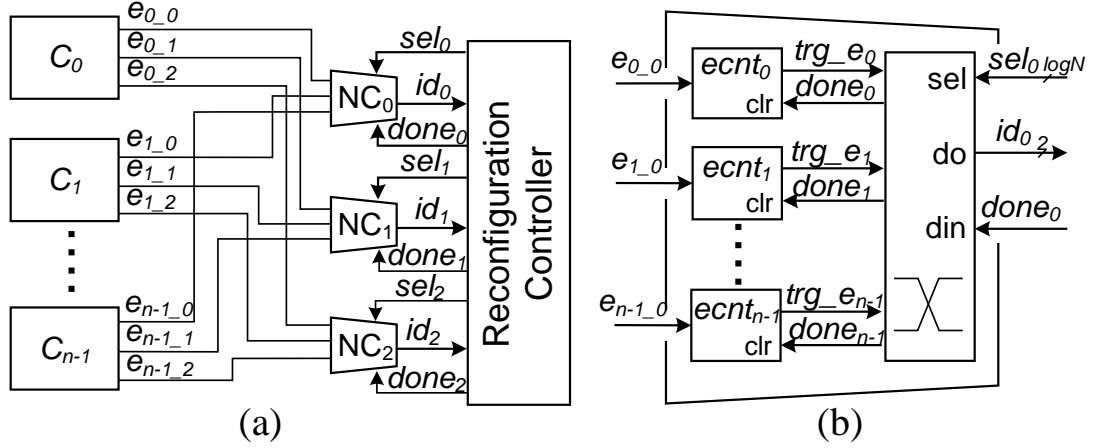 C0
e0_0
e0_1
e0_2
C1
e1_0
e1_1
e1_2
Cn-1
en-1_0
en-1_1
en-1_2
NC0
sel0
id0
done0
NC1
sel1
id1
done1
NC2
sel2
id2
done2
Reconfiguration
Controller
(a)
e0_0
ecnt0
clr
trg_e0
done0
e1_0
ecnt1
clr
trg_e1
done1
en-1_0
ecntn-1
clr
trg_en-1
donen-1
sel
do
din
sel0 logN
id0 2
done0
(b)